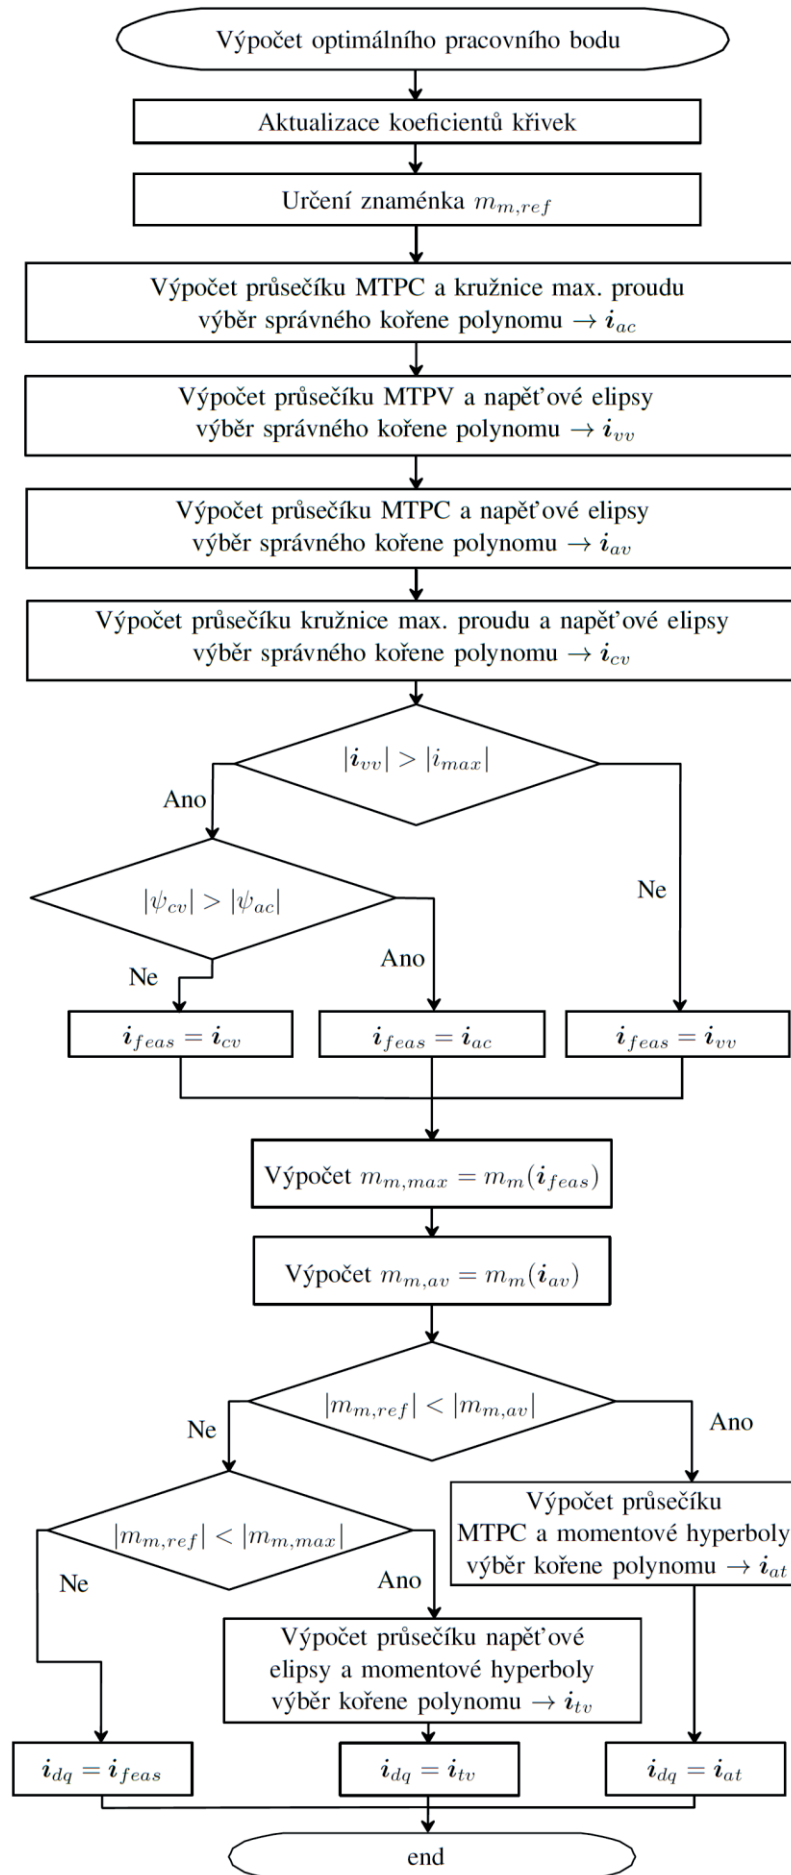 Výpočet optimálního pracovního bodu
Aktualizace koeficientů křivek
Určení znaménka m_{m,ref}
Výpočet průsečíku MTPC a kružnice max. proudu
výběr správného kořene polynomu → i_{ac}
Výpočet průsečíku MTPV a napěťové elipsy
výběr správného kořene polynomu → i_{vv}
Výpočet průsečíku MTPC a napěťové elipsy
výběr správného kořene polynomu → i_{av}
Výpočet průsečíku kružnice max. proudu a napěťové elipsy
výběr správného kořene polynomu → i_{cv}
|i_{vv}| > |i_{max}|
Ano
Ne
|ψ_{cv}| > |ψ_{ac}|
Ne
Ano
i_{feas} = i_{cv}
i_{feas} = i_{ac}
i_{feas} = i_{vv}
Výpočet m_{m,max} = m_m(i_{feas})
Výpočet m_{m,av} = m_m(i_{av})
|m_{m,ref}| < |m_{m,av}|
Ne
Ano
|m_{m,ref}| < |m_{m,max}|
Ne
Ano
Výpočet průsečíku
MTPC a momentové hyperboly
výběr kořene polynomu → i_{at}
Výpočet průsečíku napěťové
elipsy a momentové hyperboly
výběr kořene polynomu → i_{tv}
i_{dq} = i_{feas}
i_{dq} = i_{tv}
i_{dq} = i_{at}
end